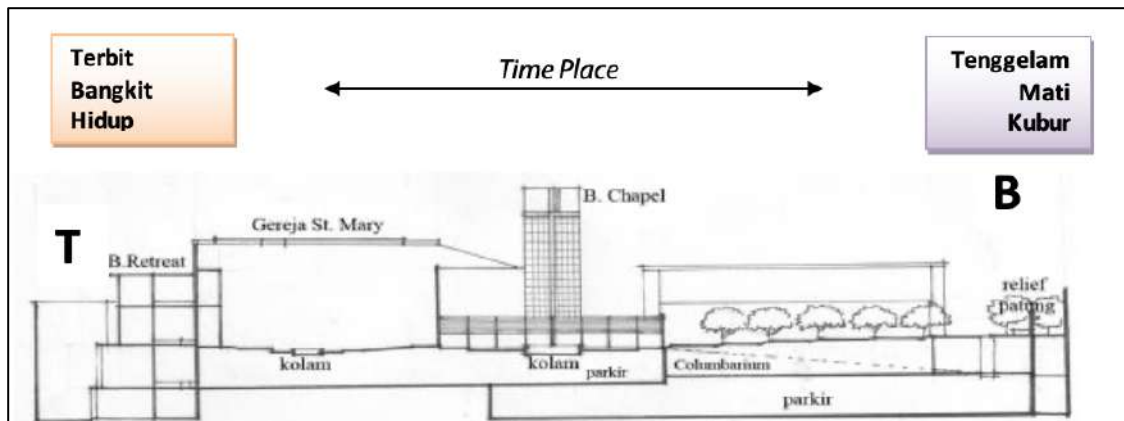 Terbit
Bangkit
Hidup
Time Place
Tenggelam
Mati
Kubur
B. Chapel
B
Gereja St. Mary
T
B.Retreat
relief
patung
kolam
kolam
parkir
Columbarium
parkir